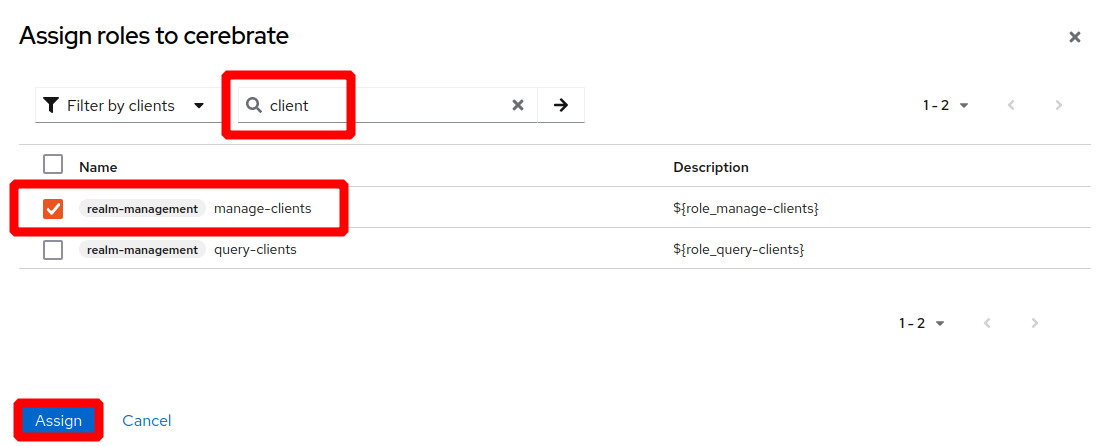 Assign roles to cerebrate
Filter by clients client 1 - 2
Name Description
realm-management manage-clients ${role_manage-clients}
realm-management query-clients ${role_query-clients}
1 - 2
Assign Cancel